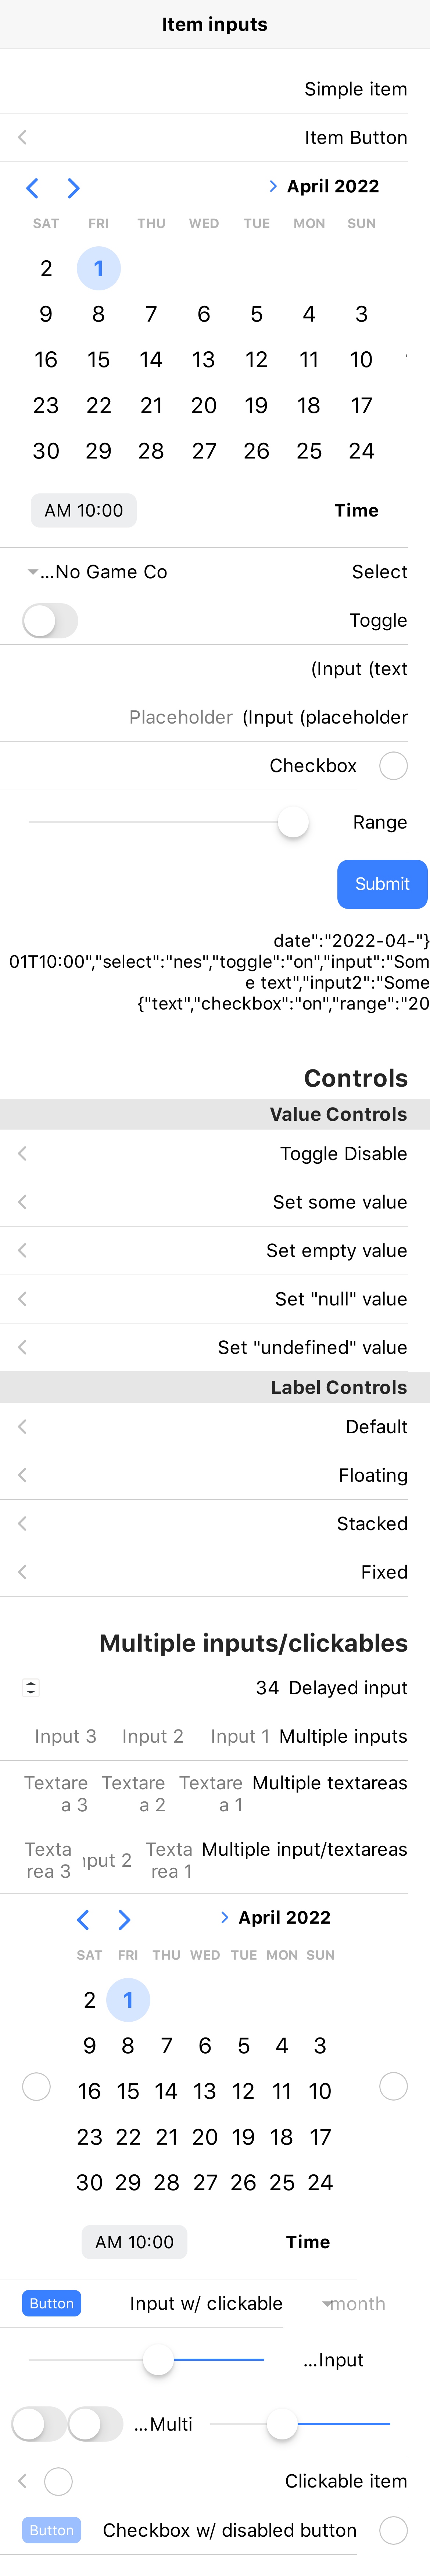 Item inputs
Simple item
Item Button
April 2022
SAT FRI THU WED TUE MON SUN
2 1
9 8 7 6 5 4 3
16 15 14 13 12 11 10
23 22 21 20 19 18 17
30 29 28 27 26 25 24
AM 10:00 Time
...No Game Co Select
Toggle
(Input (text
Placeholder (Input (placeholder
Checkbox
Range
Submit
date":"2022-04-"}
01T10:00","select":"nes","toggle":"on","input":"Som
e text","input2":"Some
{"text","checkbox":"on","range":"20
Controls
Value Controls
Toggle Disable
Set some value
Set empty value
Set "null" value
Set "undefined" value
Label Controls
Default
Floating
Stacked
Fixed
Multiple inputs/clickables
34 Delayed input
Input 3 Input 2 Input 1 Multiple inputs
Textare Textare Textare Multiple textareas
a 3 a 2 a 1
Texta Texta Multiple input/textareas
rea 3 2 rea 1
April 2022
SAT FRI THU WED TUE MON SUN
2 1
9 8 7 6 5 4 3
16 15 14 13 12 11 10
23 22 21 20 19 18 17
30 29 28 27 26 25 24
AM 10:00 Time
Button Input w/ clickable month
...Input
...Multi
Clickable item
Button Checkbox w/ disabled button